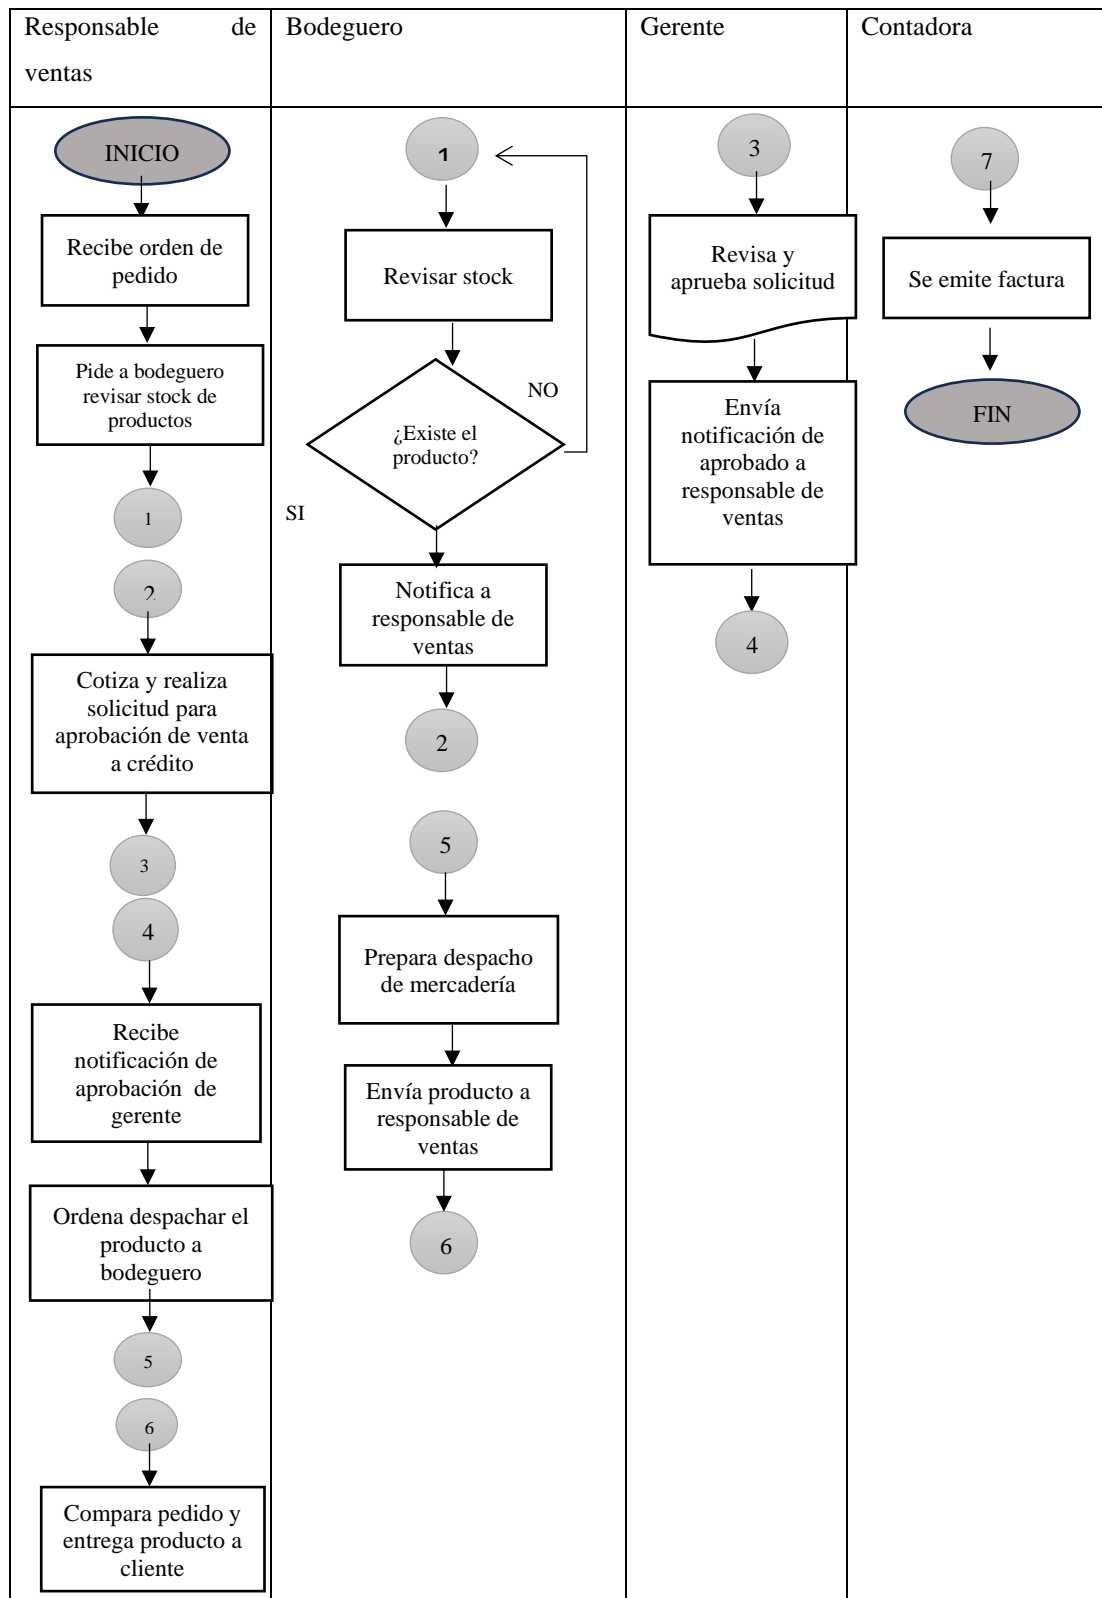 Responsable de
ventas
Bodeguero
Gerente
Contadora
INICIO
Recibe orden de
pedido
Pide a bodeguero
revisar stock de
productos
1
2
Cotiza y realiza
solicitud para
aprobación de venta
a crédito
3
4
Recibe
notificación de
aprobación de
gerente
Ordena despachar el
producto a
bodeguero
5
6
Compara pedido y
entrega producto a
cliente
1
Revisar stock
NO
¿Existe el
producto?
SI
Notifica a
responsable de
ventas
2
5
Prepara despacho
de mercadería
Envía producto a
responsable de
ventas
6
3
Revisa y
aprueba solicitud
Envía
notificación de
aprobado a
responsable de
ventas
4
7
Se emite factura
FIN